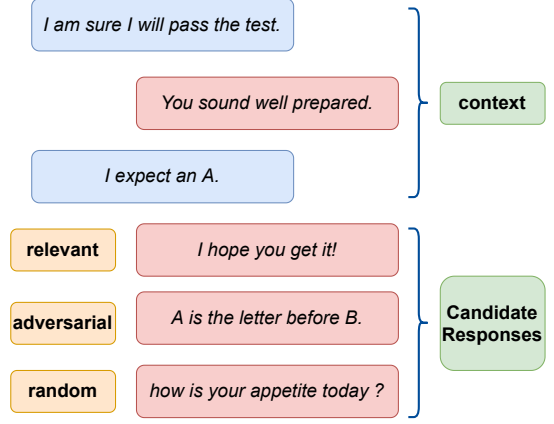 I am sure I will pass the test.
You sound well prepared.
context
I expect an A.
relevant
I hope you get it!
adversarial
A is the letter before B.
Candidate
Responses
random
how is your appetite today ?